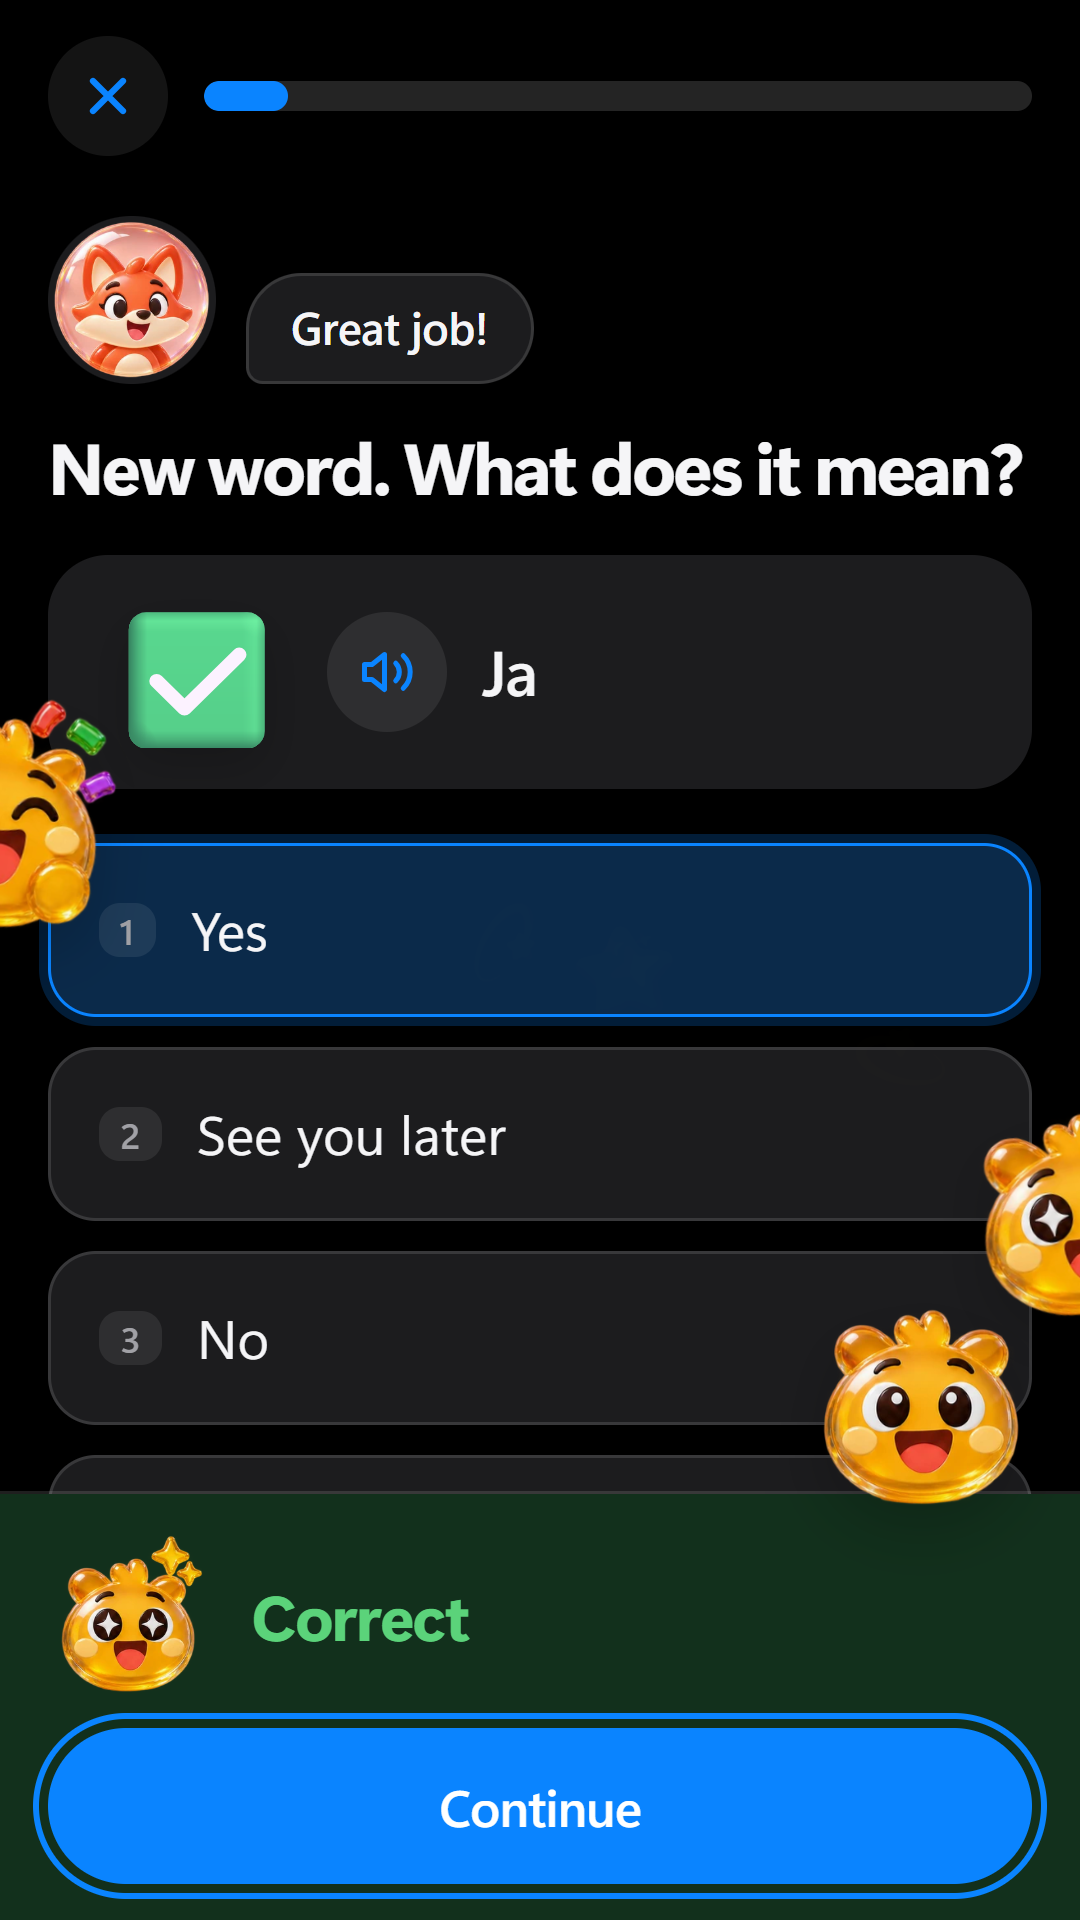 Great job!
New word. What does it mean?
Ja
1 Yes
2 See you later
3 No
Correct
Continue